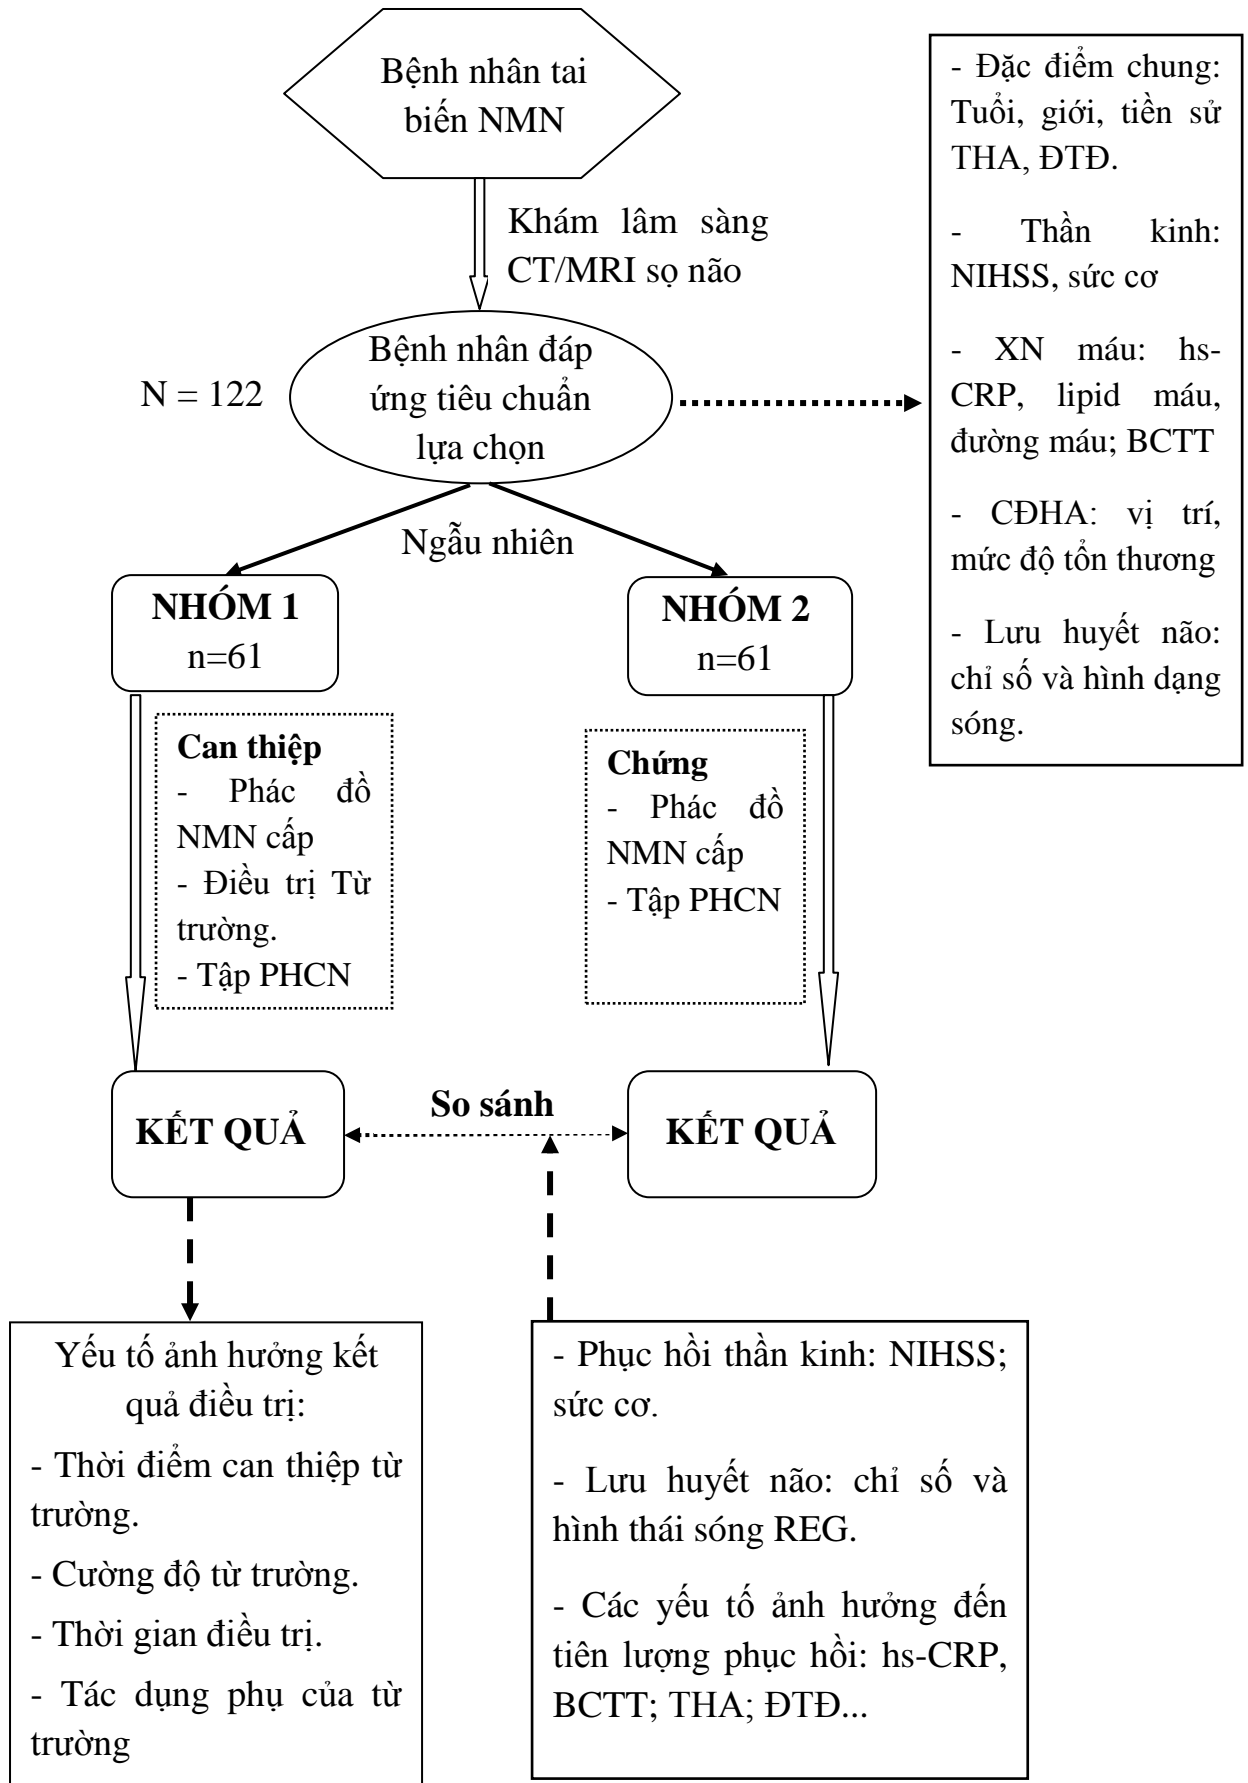 Bệnh nhân tai
biến NMN
Khám lâm sàng
CT/MRI sọ não
N = 122
Bệnh nhân đáp
ứng tiêu chuẩn
lựa chọn
- Đặc điểm chung:
Tuổi, giới, tiền sử
THA, ĐTĐ.
- Thần kinh:
NIHSS, sức cơ
- XN máu: hs-
CRP, lipid máu,
đường máu; BCTT
- CĐHA: vị trí,
mức độ tổn thương
- Lưu huyết não:
chỉ số và hình dạng
sóng.
Ngẫu nhiên
NHÓM 1
n=61
NHÓM 2
n=61
Can thiệp
- Phác đồ
NMN cấp
- Điều trị Từ
trường.
- Tập PHCN
Chứng
- Phác đồ
NMN cấp
- Tập PHCN
KẾT QUẢ
So sánh
KẾT QUẢ
Yếu tố ảnh hưởng kết
quả điều trị:
- Thời điểm can thiệp từ
trường.
- Cường độ từ trường.
- Thời gian điều trị.
- Tác dụng phụ của từ
trường
- Phục hồi thần kinh: NIHSS;
sức cơ.
- Lưu huyết não: chỉ số và
hình thái sóng REG.
- Các yếu tố ảnh hưởng đến
tiên lượng phục hồi: hs-CRP,
BCTT; THA; ĐTĐ...